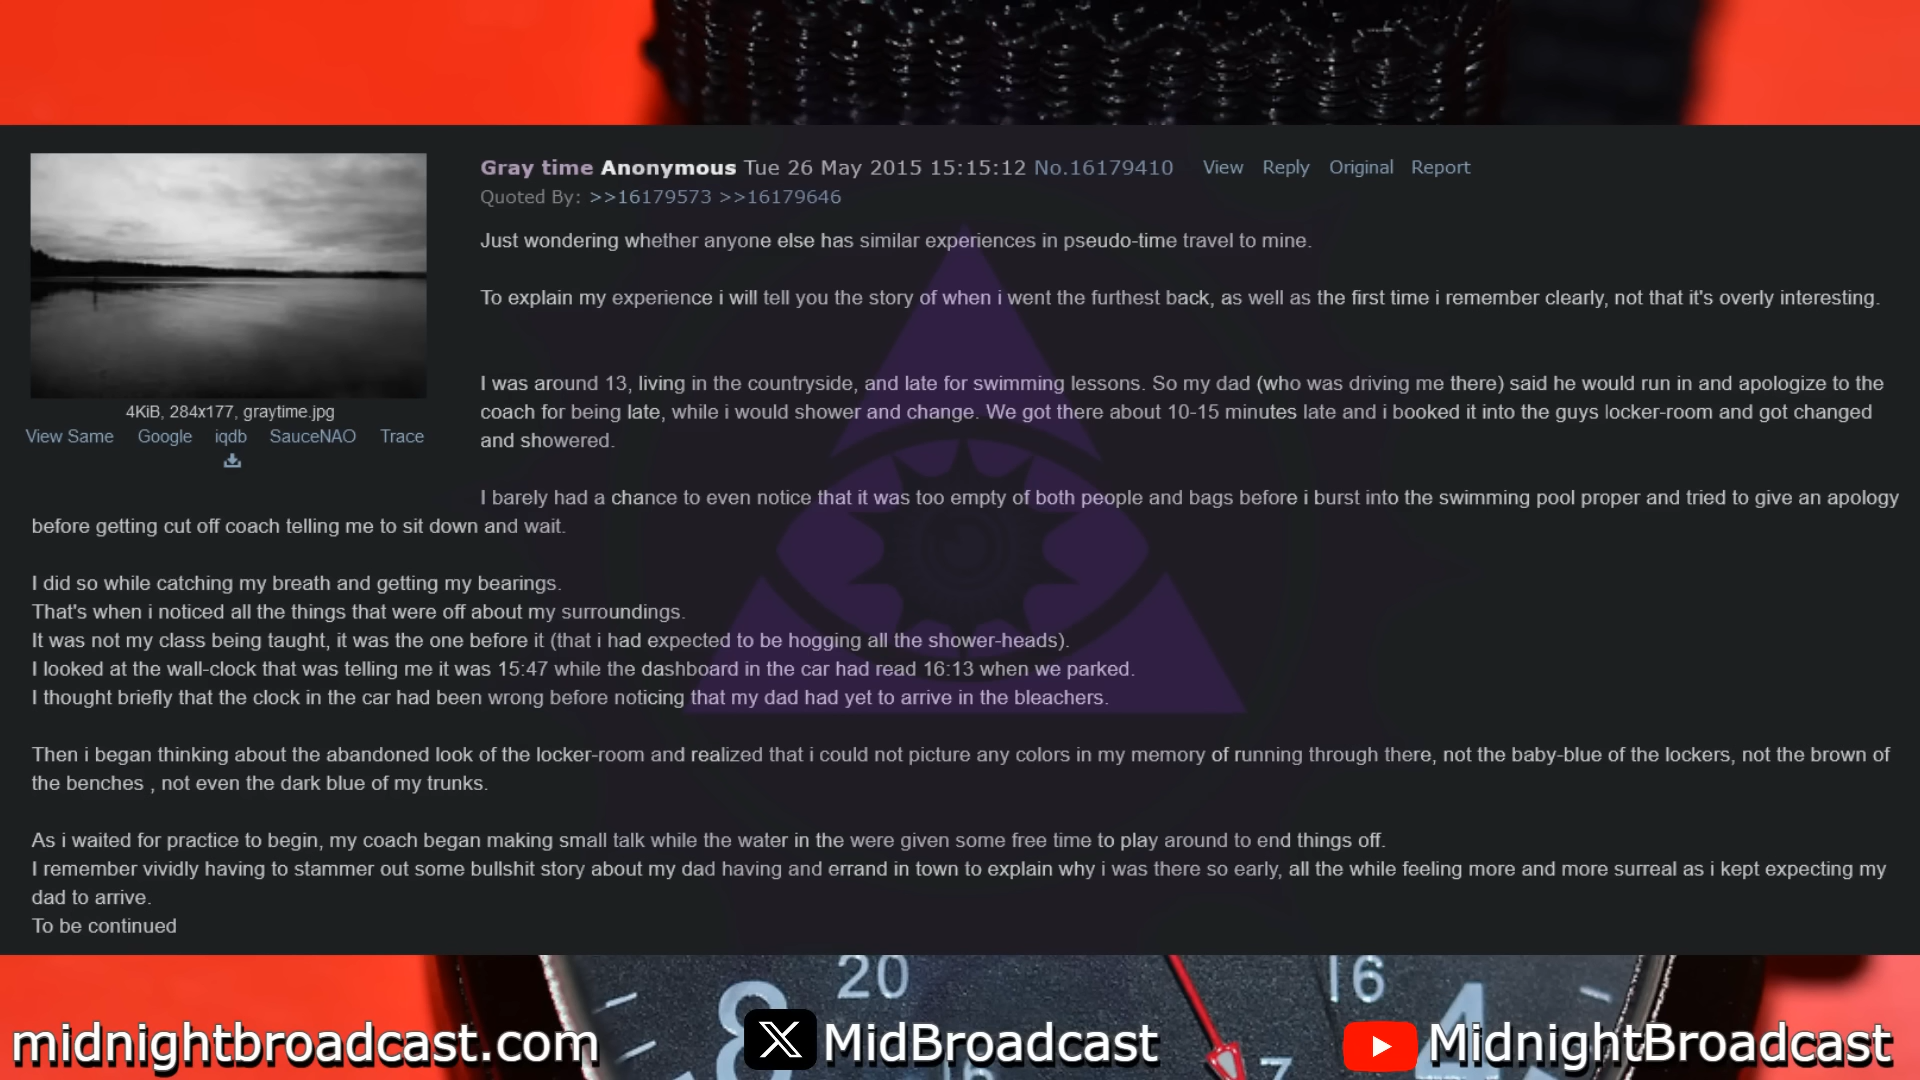 Gray time Anonymous Tue 26 May 2015 15:15:12 No.16179410 View Reply Original Report
Quoted By: >>16179573 >>16179646
Just wondering whether anyone else has similar experiences in pseudo-time travel to mine.
To explain my experience i will tell you the story of when i went the furthest back, as well as the first time i remember clearly, not that it's overly interesting.
I was around 13, living in the countryside, and late for swimming lessons. So my dad (who was driving me there) said he would run in and apologize to the
coach for being late, while i would shower and change. We got there about 10-15 minutes late and i booked it into the guys locker-room and got changed
and showered.
4KiB, 284x177, graytime.jpg
View Same Google iqdb SauceNAO Trace
I barely had a chance to even notice that it was too empty of both people and bags before i burst into the swimming pool proper and tried to give an apology
before getting cut off coach telling me to sit down and wait.
I did so while catching my breath and getting my bearings.
That's when i noticed all the things that were off about my surroundings.
It was not my class being taught, it was the one before it (that i had expected to be hogging all the shower-heads).
I looked at the wall-clock that was telling me it was 15:47 while the dashboard in the car had read 16:13 when we parked.
I thought briefly that the clock in the car had been wrong before noticing that my dad had yet to arrive in the bleachers.
Then i began thinking about the abandoned look of the locker-room and realized that i could not picture any colors in my memory of running through there, not the baby-blue of the lockers, not the brown of
the benches , not even the dark blue of my trunks.
As i waited for practice to begin, my coach began making small talk while the water in the were given some free time to play around to end things off.
I remember vividly having to stammer out some bullshit story about my dad having and errand in town to explain why i was there so early, all the while feeling more and more surreal as i kept expecting my
dad to arrive.
To be continued
20 16
8 4
7
midnightbroadcast.com MidBroadcast MidnightBroadcast